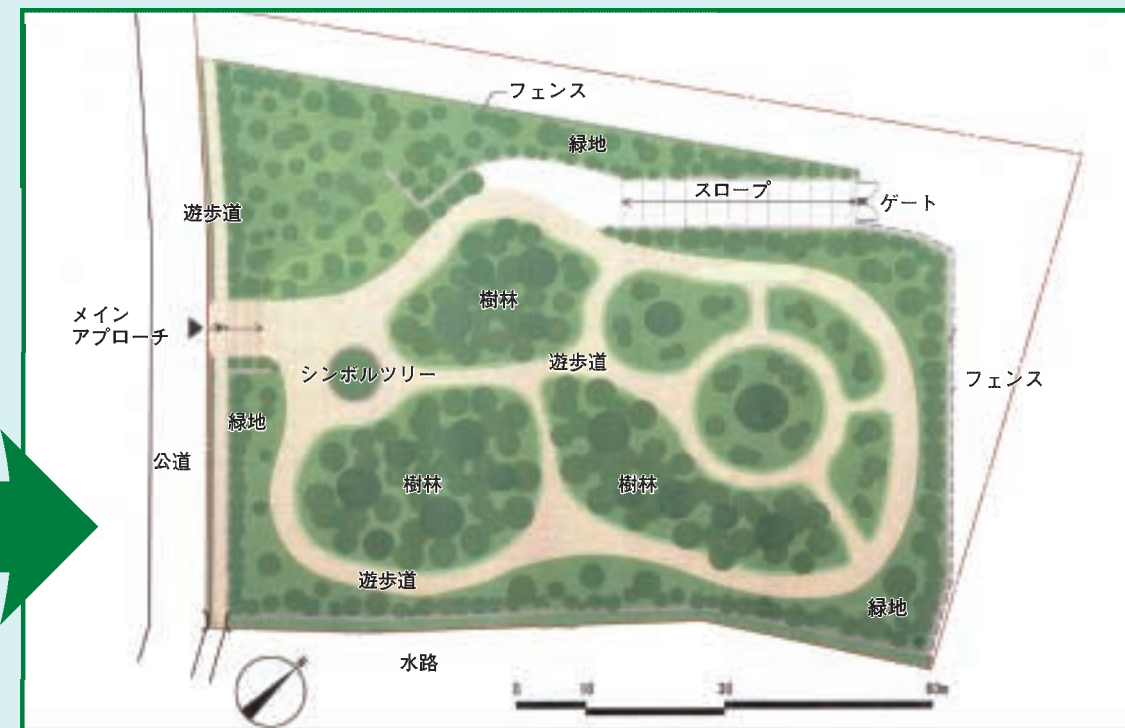 フェンス
緑地
スロープ
ゲート
遊歩道
樹林
メイン
アプローチ
遊歩道
シンボルツリー
フェンス
緑地
公道
樹林
樹林
遊歩道
緑地
水路
0
10
30